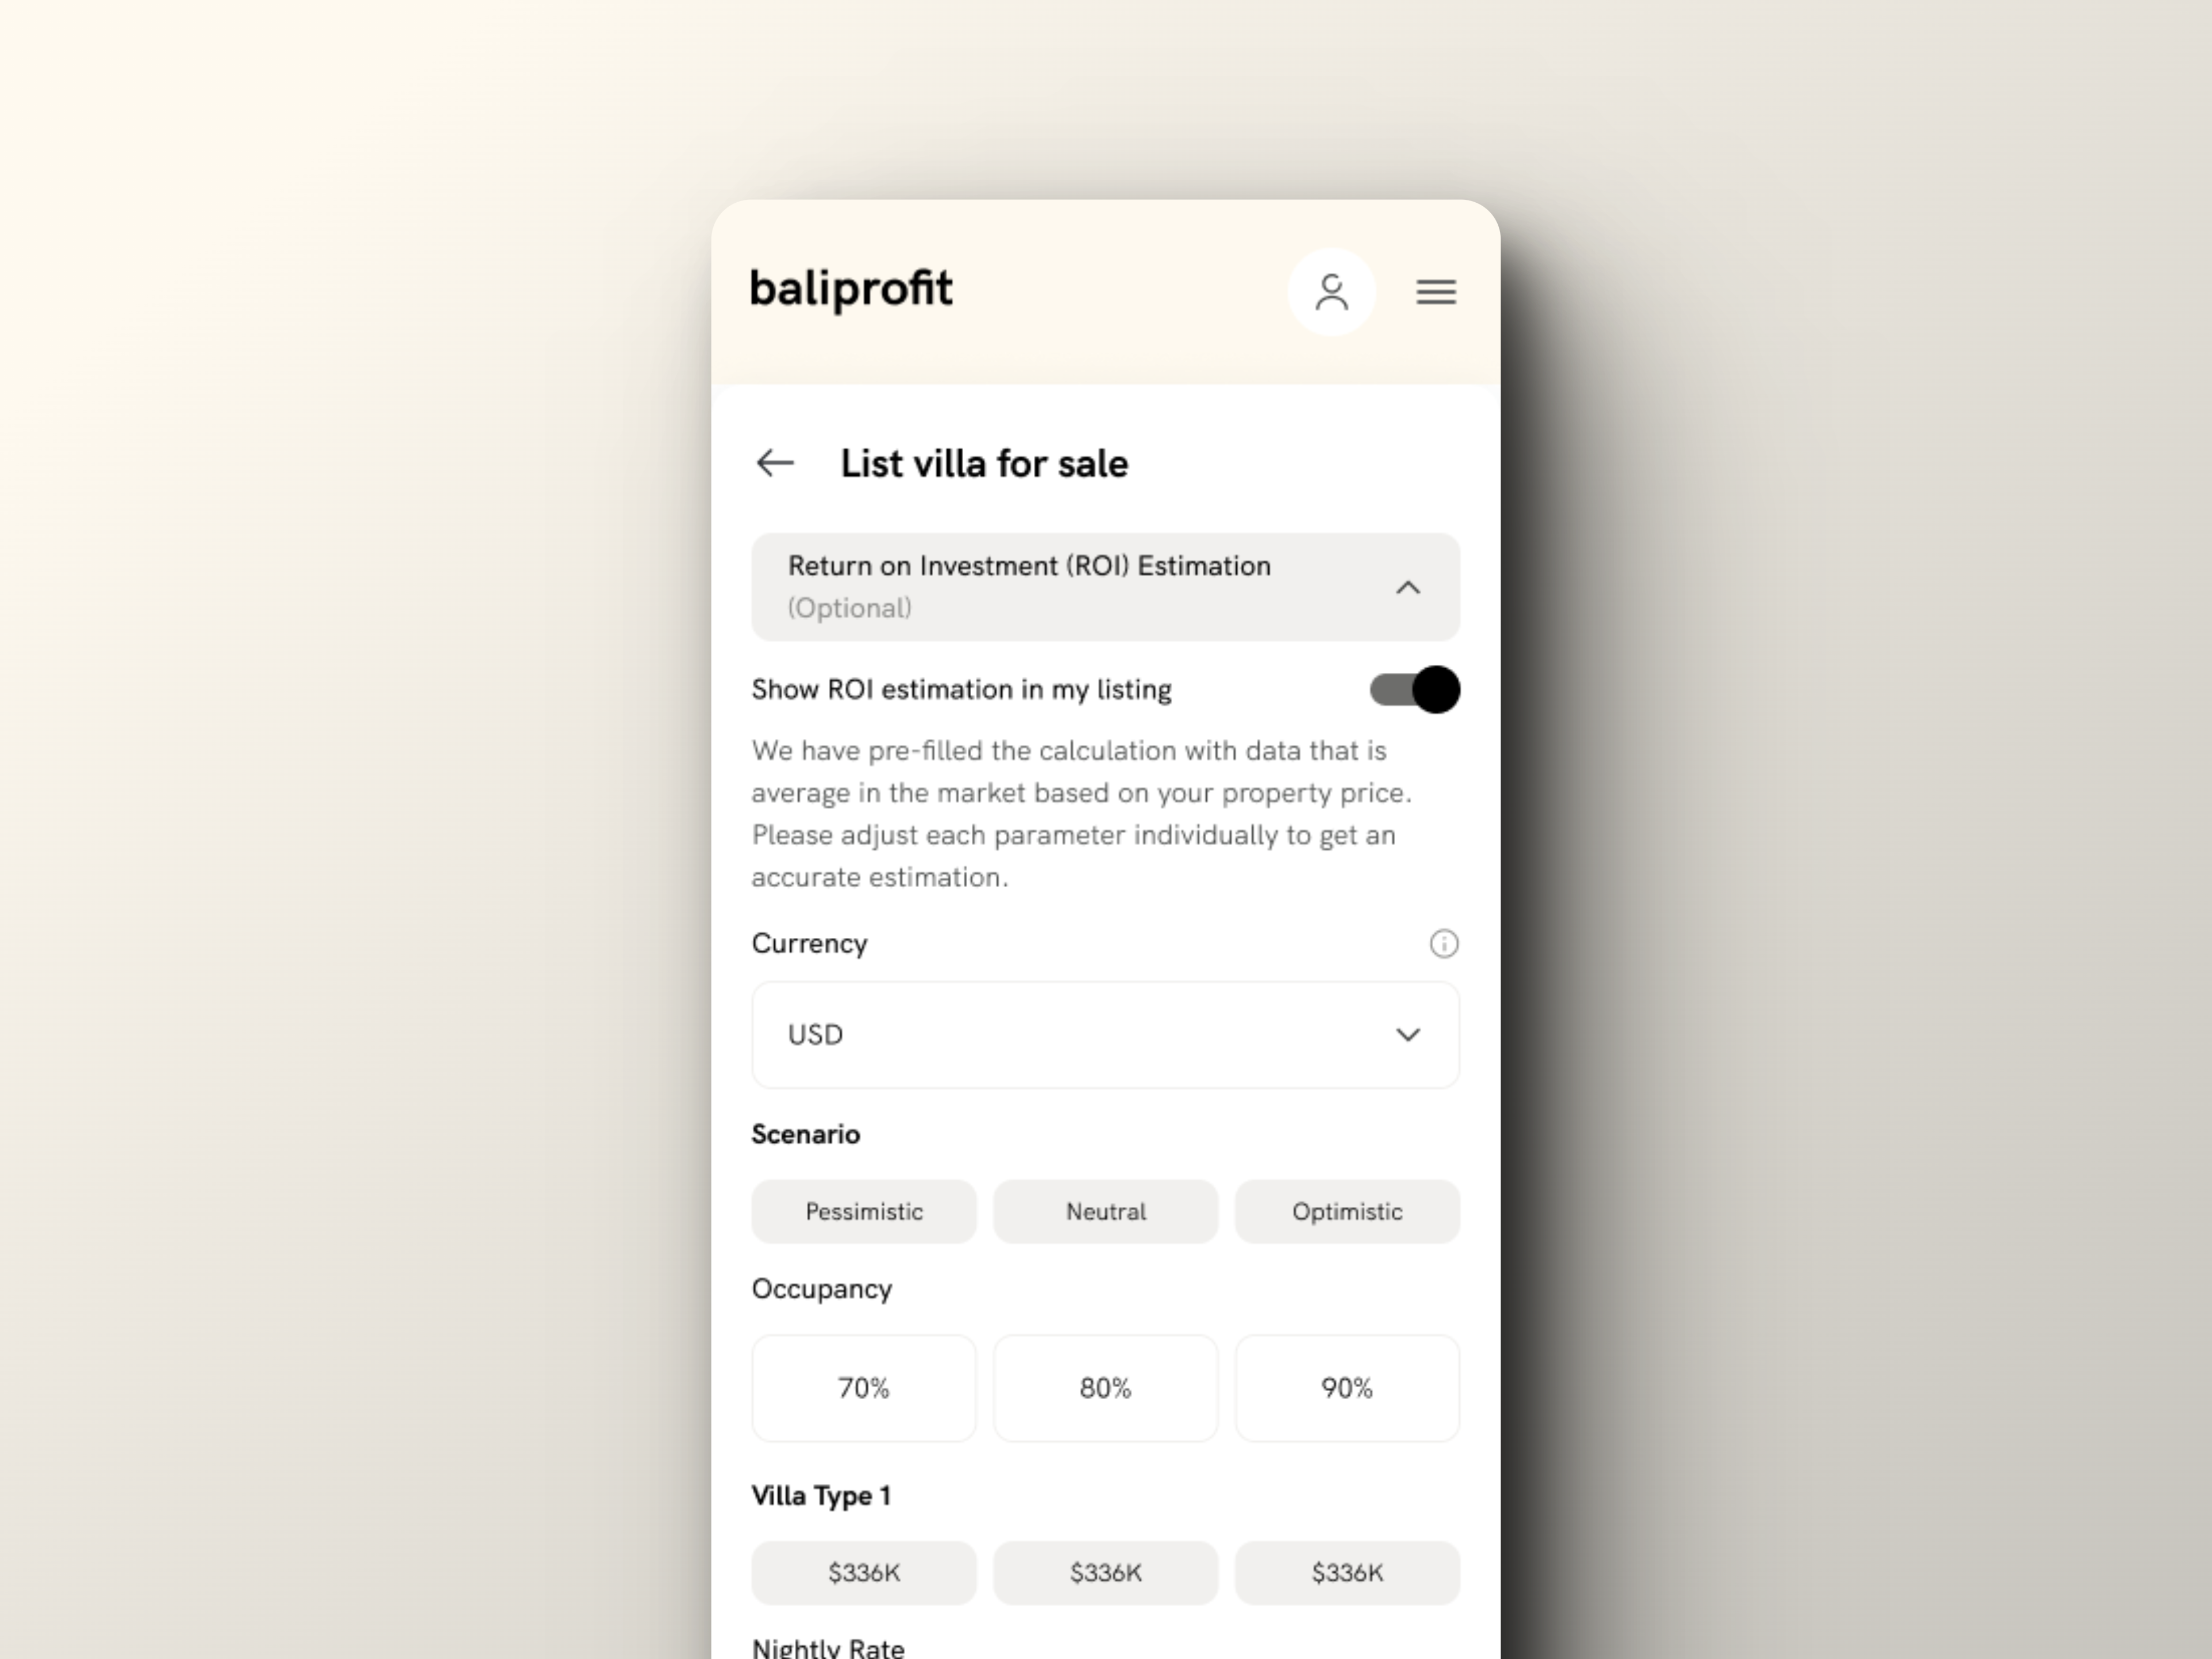 baliprofit
List villa for sale
Return on Investment (ROI) Estimation
(Optional)
Show ROI estimation in my listing
We have pre-filled the calculation with data that is
average in the market based on your property price.
Please adjust each parameter individually to get an
accurate estimation.
Currency
USD
Scenario
Pessimistic Neutral Optimistic
Occupancy
70% 80% 90%
Villa Type 1
$336K $336K $336K
Nightly Rate